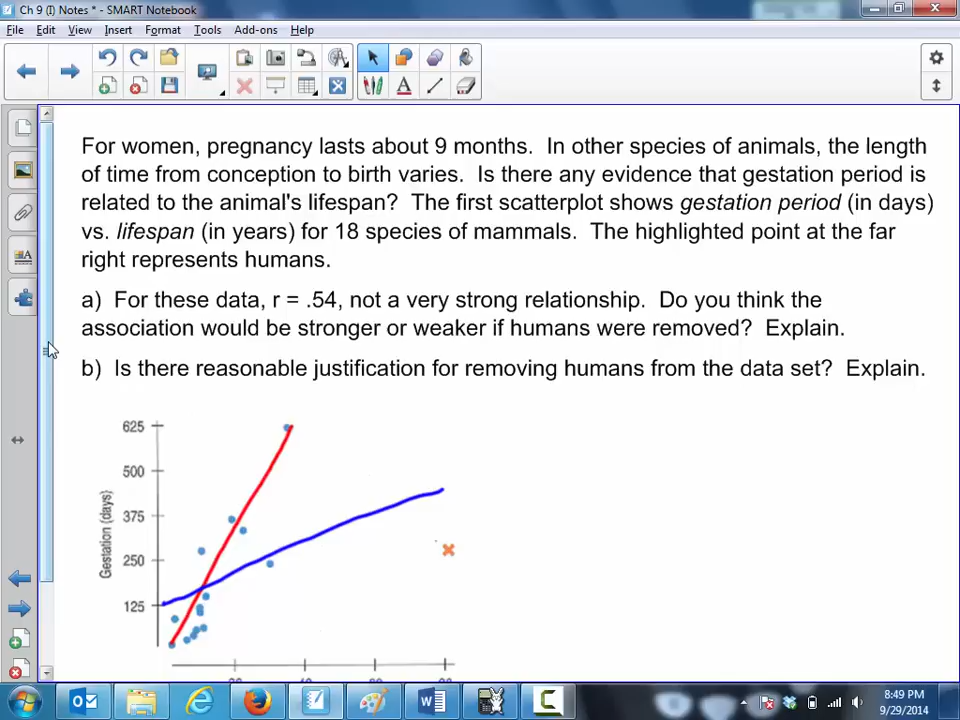 Ch 9 (I) Notes * - SMART Notebook
File Edit View Insert Format Tools Add-ons Help
For women, pregnancy lasts about 9 months. In other species of animals, the length
of time from conception to birth varies. Is there any evidence that gestation period is
related to the animal's lifespan? The first scatterplot shows gestation period (in days)
vs. lifespan (in years) for 18 species of mammals. The highlighted point at the far
right represents humans.
a) For these data, r = .54, not a very strong relationship. Do you think the
association would be stronger or weaker if humans were removed? Explain.
b) Is there reasonable justification for removing humans from the data set? Explain.
625
500
375
250
125
Gestation (days)
8:49 PM
9/29/2014